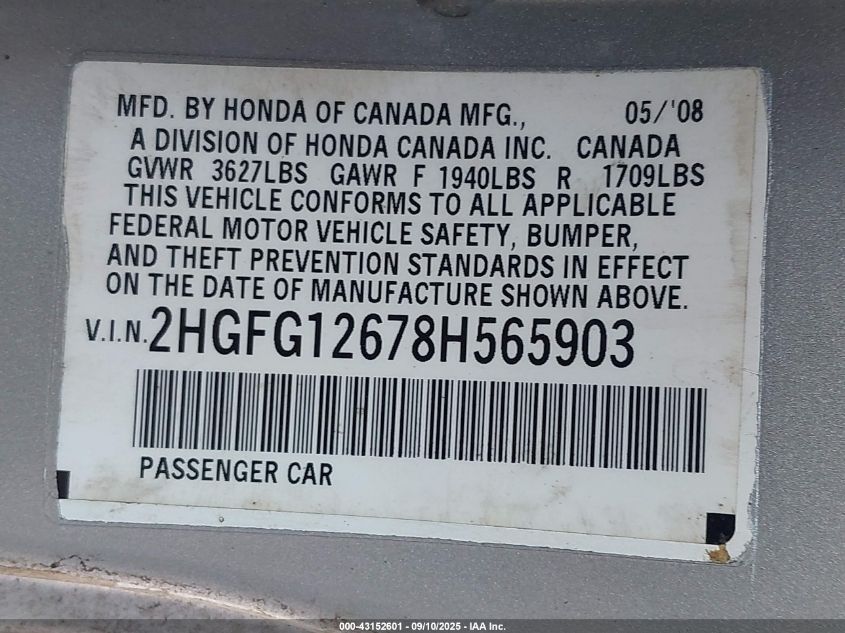 MFD. BY HONDA OF CANADA MFG., 05/'08
A DIVISION OF HONDA CANADA INC. CANADA
GVWR 3627LBS GAWR F 1940LBS R 1709LBS
THIS VEHICLE CONFORMS TO ALL APPLICABLE
FEDERAL MOTOR VEHICLE SAFETY, BUMPER,
AND THEFT PREVENTION STANDARDS IN EFFECT
ON THE DATE OF MANUFACTURE SHOWN ABOVE.
V.I.N. 2HGFG12678H565903
PASSENGER CAR
000-43152601 - 09/10/2025 - IAA Inc.